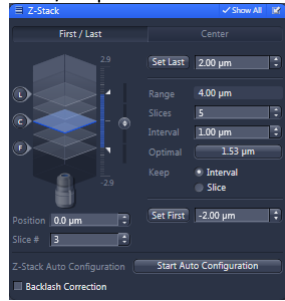 Z-Stack
Show All
First / Last
Center
2.9
Set Last 2.00 µm
L
Range 4.00 µm
Slices 5
C
Interval 1.00 µm
Optimal 1.53 µm
F
Keep Interval
Slice
-2.9
Position 0.0 µm
Set First -2.00 µm
Slice # 3
Z-Stack Auto Configuration Start Auto Configuration
Backlash Correction